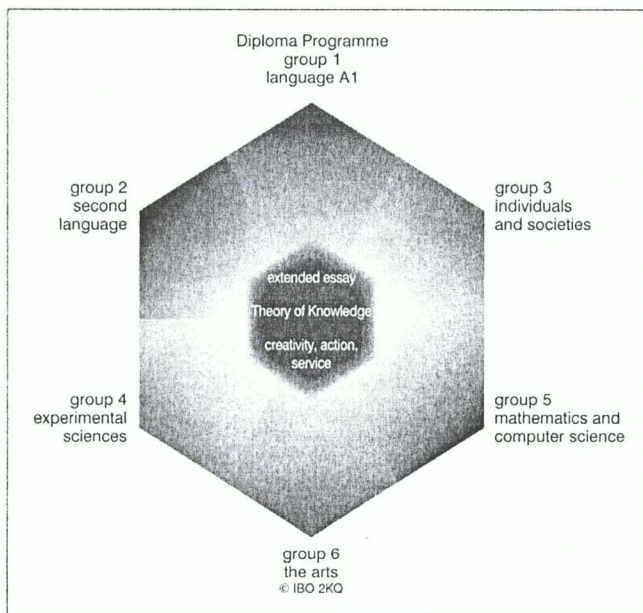 Diploma Programme
group 1
language A1
group 2
second
language
group 3
individuals
and societies
extended essay
Theory of Knowledge
creativity, action,
service
group 4
experimental
sciences
group 5
mathematics and
computer science
group 6
the arts
© IBO 2KQ